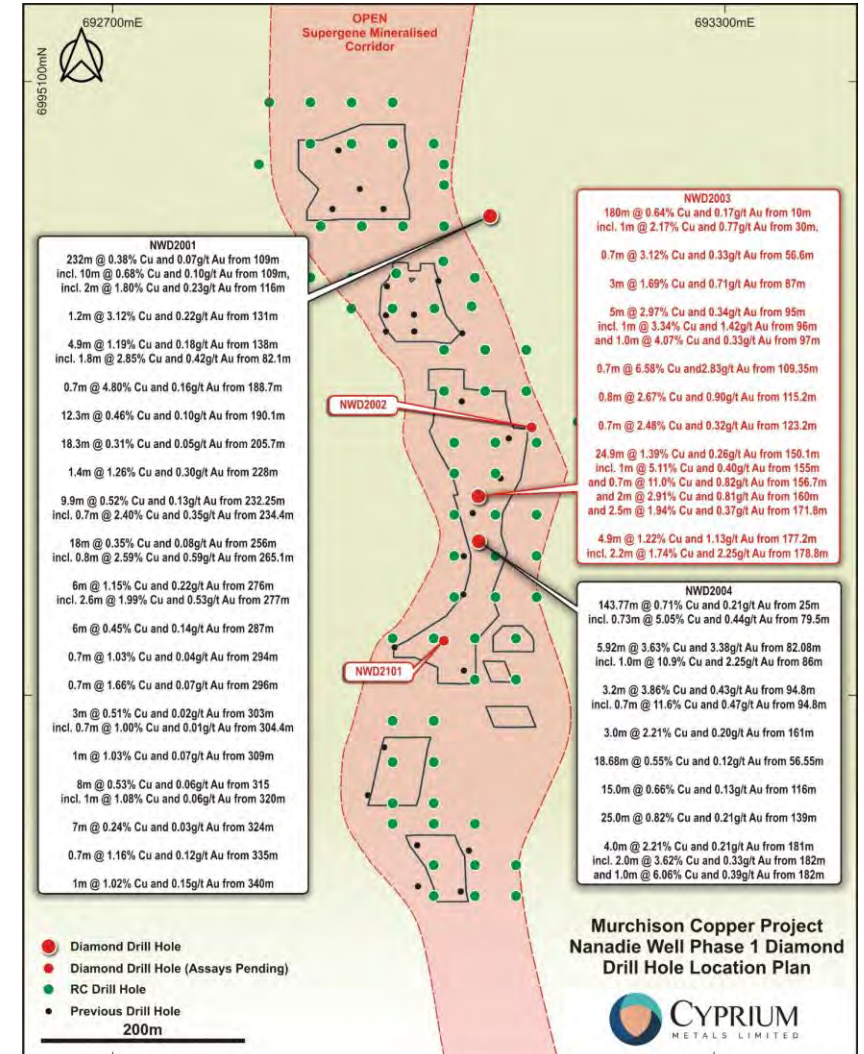 692700mE
693300mE
6995100mN
OPEN
Supergene Mineralised
Corridor
NWD2001
232m @ 0.38% Cu and 0.07g/t Au from 109m
incl. 10m @ 0.68% Cu and 0.10g/t Au from 109m,
incl. 2m @ 1.80% Cu and 0.23g/t Au from 116m
1.2m @ 3.12% Cu and 0.22g/t Au from 131m
4.9m @ 1.19% Cu and 0.18g/t Au from 138m
incl. 1.8m @ 2.85% Cu and 0.42g/t Au from 82.1m
0.7m @ 4.80% Cu and 0.16g/t Au from 188.7m
12.3m @ 0.46% Cu and 0.10g/t Au from 190.1m
18.3m @ 0.31% Cu and 0.05g/t Au from 205.7m
1.4m @ 1.26% Cu and 0.30g/t Au from 228m
9.9m @ 0.52% Cu and 0.13g/t Au from 232.25m
incl. 0.7m @ 2.40% Cu and 0.35g/t Au from 234.4m
18m @ 0.35% Cu and 0.08g/t Au from 256m
incl. 0.8m @ 2.59% Cu and 0.59g/t Au from 265.1m
6m @ 1.15% Cu and 0.22g/t Au from 276m
incl. 2.6m @ 1.99% Cu and 0.53g/t Au from 277m
6m @ 0.45% Cu and 0.14g/t Au from 287m
0.7m @ 1.03% Cu and 0.04g/t Au from 294m
0.7m @ 1.66% Cu and 0.07g/t Au from 296m
3m @ 0.51% Cu and 0.02g/t Au from 303m
incl. 0.7m @ 1.00% Cu and 0.01g/t Au from 304.4m
1m @ 1.03% Cu and 0.07g/t Au from 309m
8m @ 0.53% Cu and 0.06g/t Au from 315
incl. 1m @ 1.08% Cu and 0.06g/t Au from 320m
7m @ 0.24% Cu and 0.03g/t Au from 324m
0.7m @ 1.16% Cu and 0.12g/t Au from 335m
1m @ 1.02% Cu and 0.15g/t Au from 340m
NWD2002
NWD2101
NWD2003
180m @ 0.64% Cu and 0.17g/t Au from 10m
incl. 1m @ 2.17% Cu and 0.77g/t Au from 30m,
0.7m @ 3.12% Cu and 0.33g/t Au from 56.6m
3m @ 1.69% Cu and 0.71g/t Au from 87m
5m @ 2.97% Cu and 0.34g/t Au from 95m
incl. 1m @ 3.34% Cu and 1.42g/t Au from 96m
and 1.0m @ 4.07% Cu and 0.33g/t Au from 97m
0.7m @ 6.58% Cu and2.83g/t Au from 109.35m
0.8m @ 2.67% Cu and 0.90g/t Au from 115.2m
0.7m @ 2.48% Cu and 0.32g/t Au from 123.2m
24.9m @ 1.39% Cu and 0.26g/t Au from 150.1m
incl. 1m @ 5.11% Cu and 0.40g/t Au from 155m
and 0.7m @ 11.0% Cu and 0.82g/t Au from 156.7m
and 2m @ 2.91% Cu and 0.81g/t Au from 160m
and 2.5m @ 1.94% Cu and 0.37g/t Au from 171.8m
4.9m @ 1.22% Cu and 1.13g/t Au from 177.2m
incl. 2.2m @ 1.74% Cu and 2.25g/t Au from 178.8m
NWD2004
143.77m @ 0.71% Cu and 0.21g/t Au from 25m
incl. 0.73m @ 5.05% Cu and 0.44g/t Au from 79.5m
5.92m @ 3.63% Cu and 3.38g/t Au from 82.08m
incl. 1.0m @ 10.9% Cu and 2.25g/t Au from 86m
3.2m @ 3.86% Cu and 0.43g/t Au from 94.8m
incl. 0.7m @ 11.6% Cu and 0.47g/t Au from 94.8m
3.0m @ 2.21% Cu and 0.20g/t Au from 161m
18.68m @ 0.55% Cu and 0.12g/t Au from 56.55m
15.0m @ 0.66% Cu and 0.13g/t Au from 116m
25.0m @ 0.82% Cu and 0.21g/t Au from 139m
4.0m @ 2.21% Cu and 0.21g/t Au from 181m
incl. 2.0m @ 3.62% Cu and 0.33g/t Au from 182m
and 1.0m @ 6.06% Cu and 0.39g/t Au from 182m
Diamond Drill Hole
Diamond Drill Hole (Assays Pending)
RC Drill Hole
Previous Drill Hole
200m
Murchison Copper Project
Nanadie Well Phase 1 Diamond
Drill Hole Location Plan
CYPRIUM
METALS LIMITED